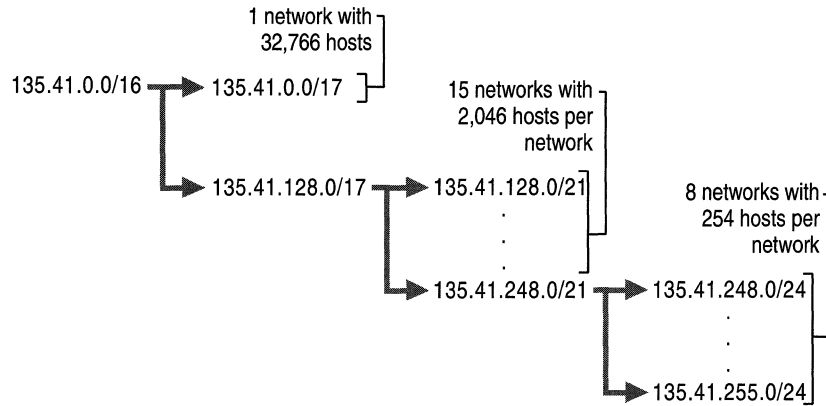 1 network with
32,766 hosts
135.41.0.0/16
135.41.0.0/17
15 networks with
2,046 hosts per
network
135.41.128.0/17
135.41.128.0/21
8 networks with
254 hosts per
network
135.41.248.0/21
135.41.248.0/24
135.41.255.0/24